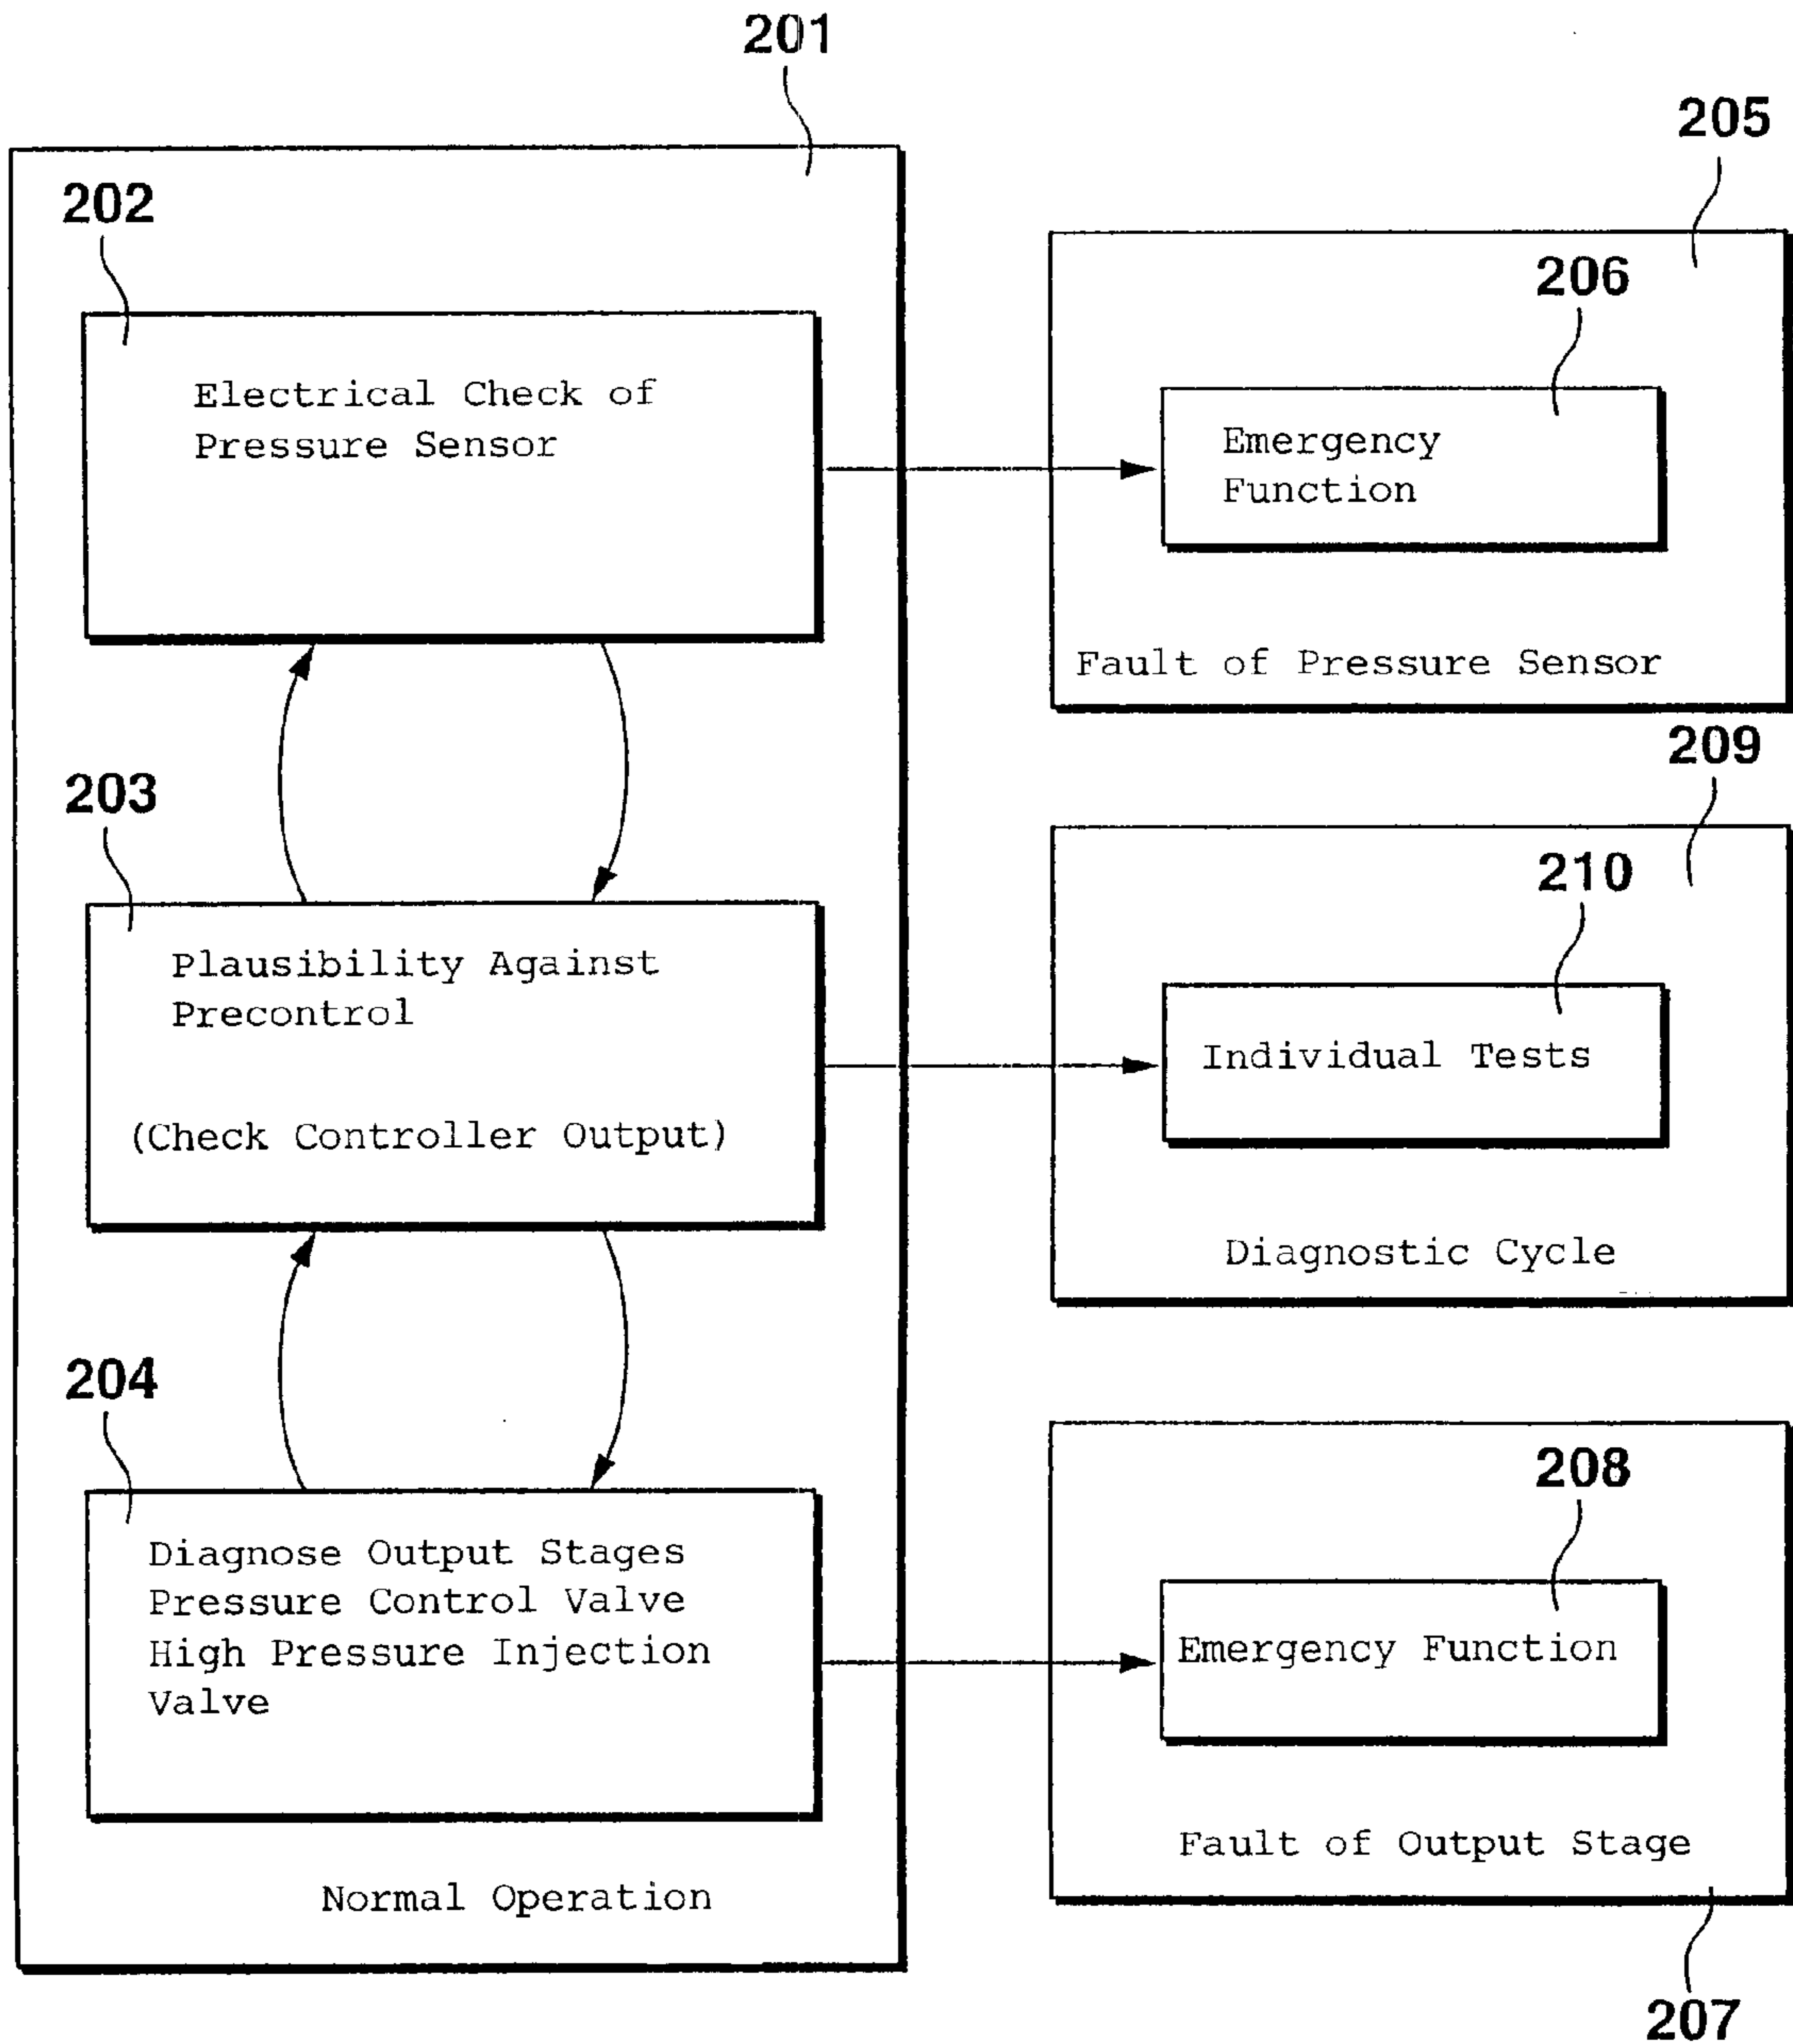 201
205
202
206
Electrical Check of
Pressure Sensor
Emergency
Function
Fault of Pressure Sensor
209
203
210
Plausibility Against
Precontrol
Individual Tests
(Check Controller Output)
Diagnostic Cycle
204
208
Diagnose Output Stages
Pressure Control Valve
High Pressure Injection
Valve
Emergency Function
Fault of Output Stage
Normal Operation
207